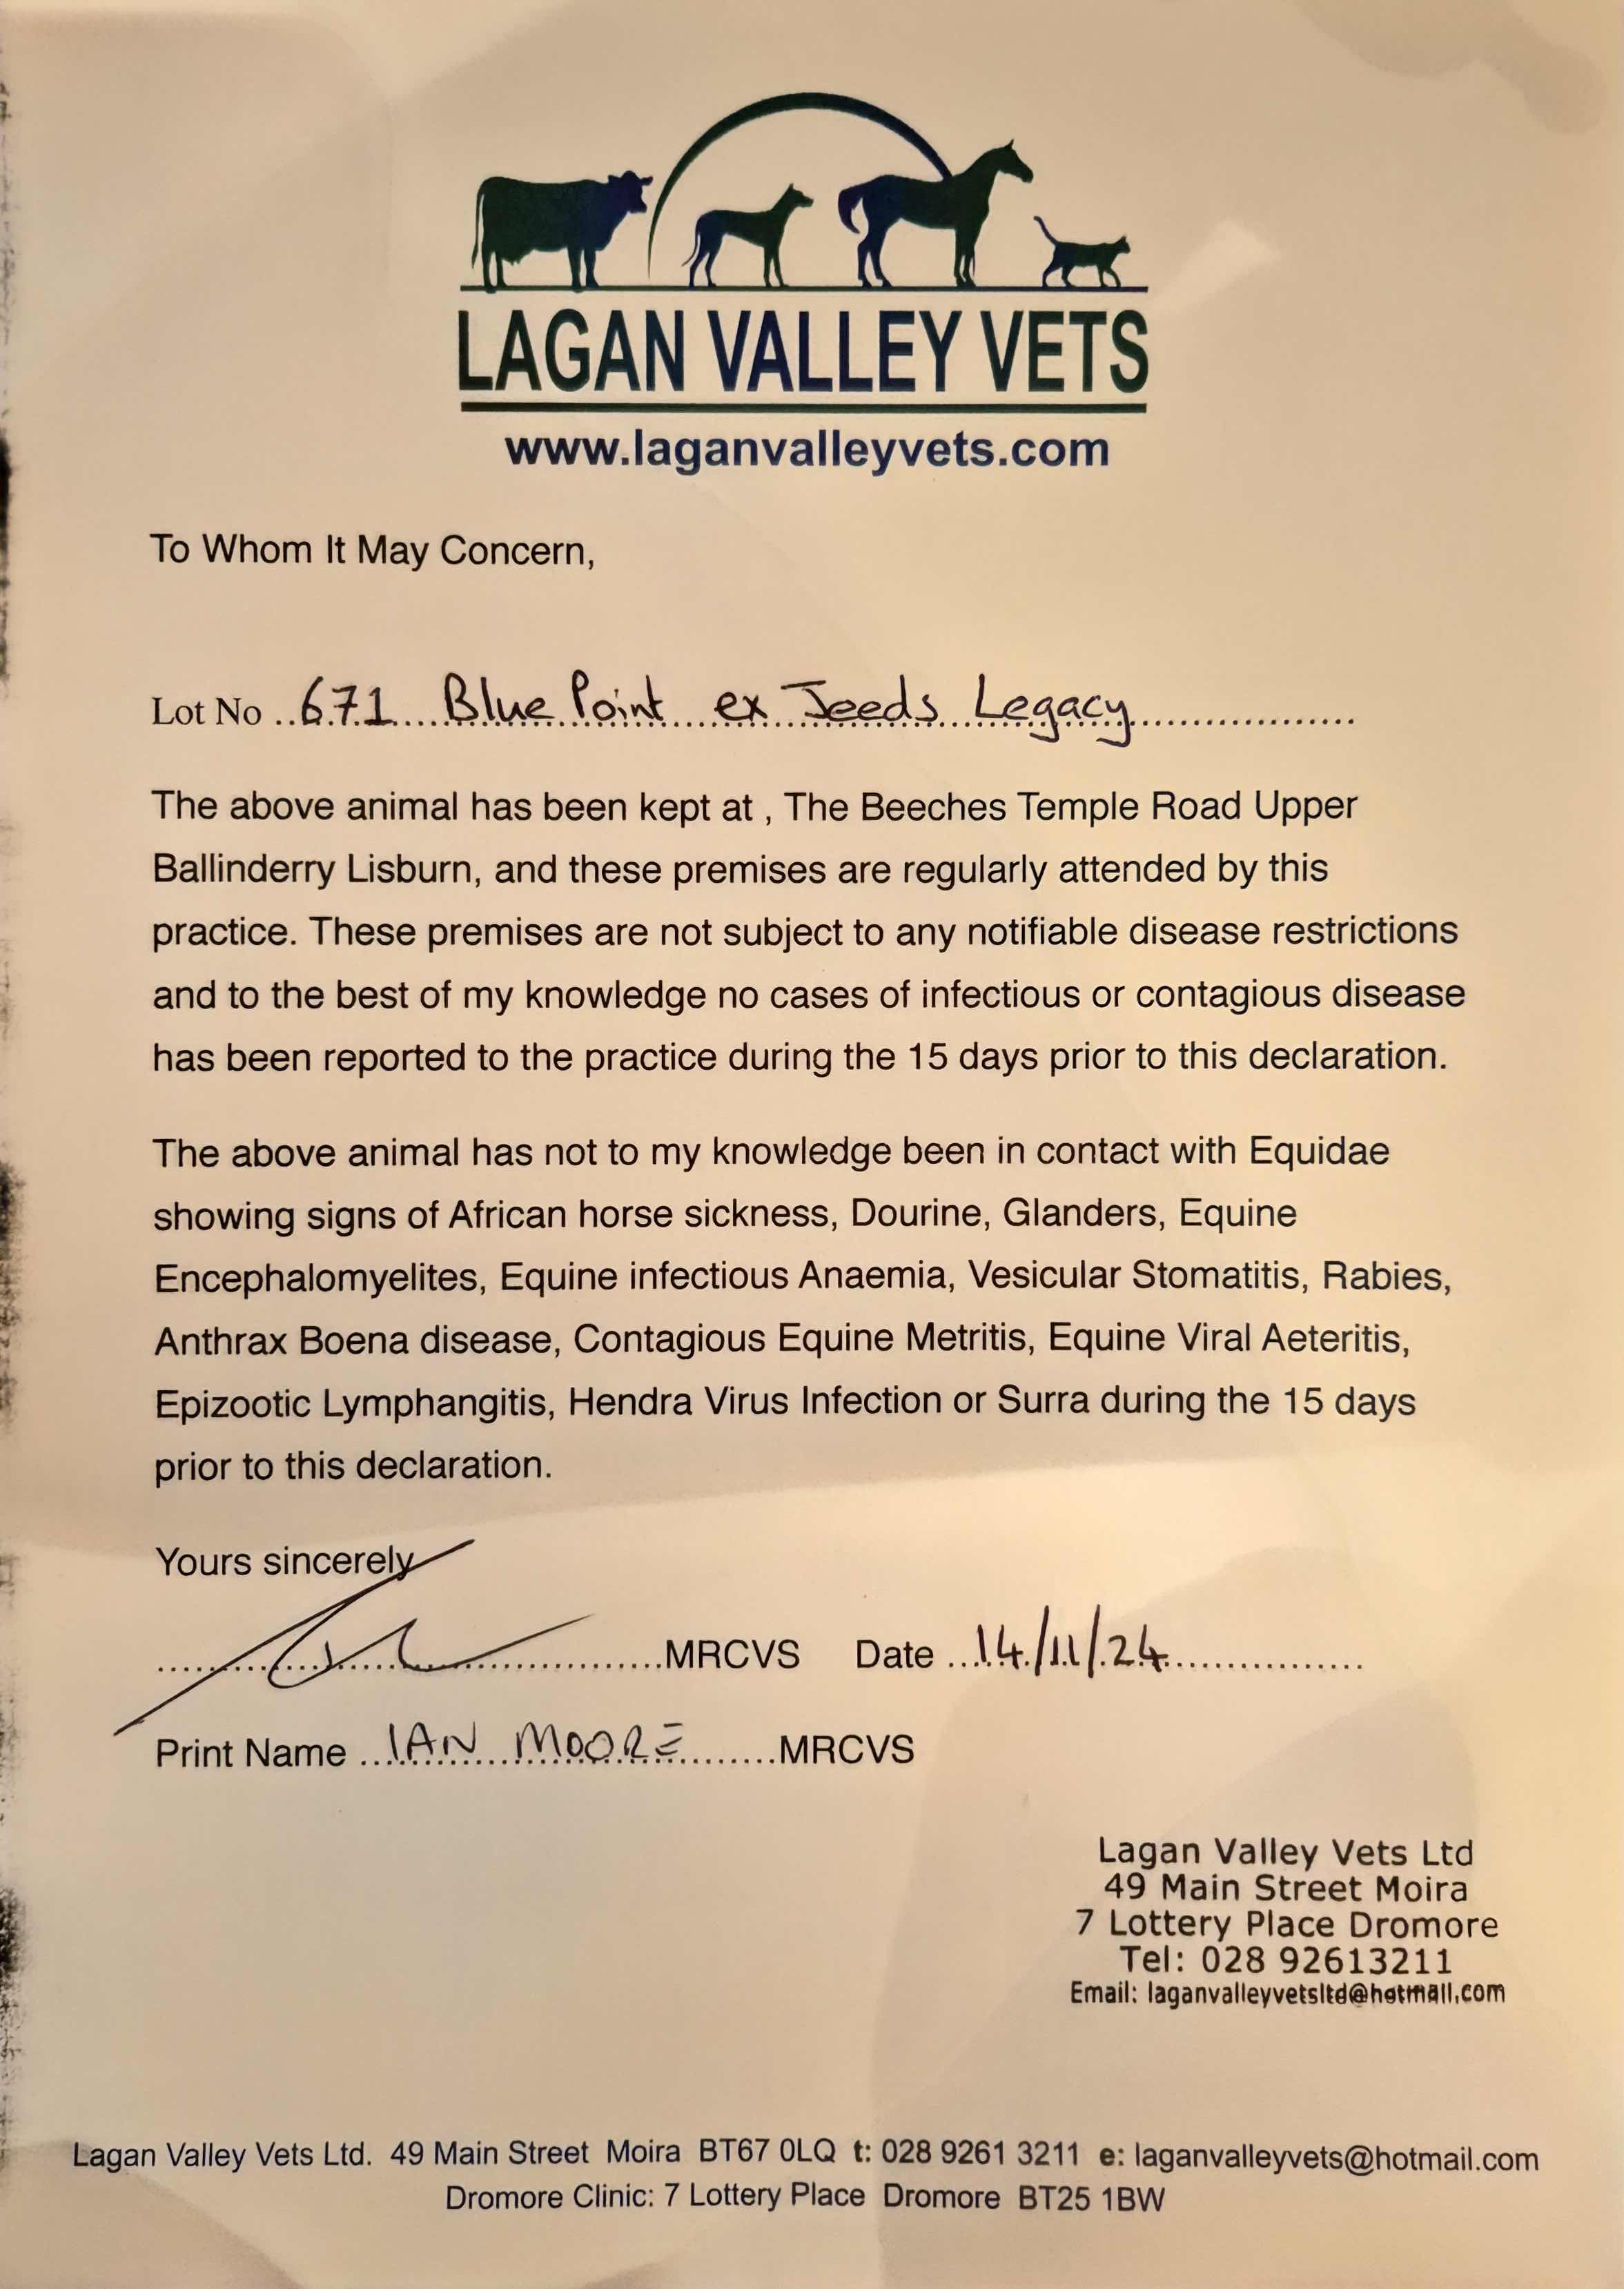 LAGAN VALLEY VETS
www.laganvalleyvets.com
To Whom It May Concern,
Lot No ..671....Blue Point....ex Jeeds Legacy..................
The above animal has been kept at , The Beeches Temple Road Upper
Ballinderry Lisburn, and these premises are regularly attended by this
practice. These premises are not subject to any notifiable disease restrictions
and to the best of my knowledge no cases of infectious or contagious disease
has been reported to the practice during the 15 days prior to this declaration.
The above animal has not to my knowledge been in contact with Equidae
showing signs of African horse sickness, Dourine, Glanders, Equine
Encephalomyelites, Equine infectious Anaemia, Vesicular Stomatitis, Rabies,
Anthrax Boena disease, Contagious Equine Metritis, Equine Viral Aeteritis,
Epizootic Lymphangitis, Hendra Virus Infection or Surra during the 15 days
prior to this declaration.
Yours sincerely
..............................MRCVS Date ...14/11/24................
Print Name ...IAN MOORE........MRCVS
Lagan Valley Vets Ltd
49 Main Street Moira
7 Lottery Place Dromore
Tel: 028 92613211
Email: laganvalleyvetsltd@hotmail.com
Lagan Valley Vets Ltd. 49 Main Street Moira BT67 0LQ t: 028 9261 3211 e: laganvalleyvets@hotmail.com
Dromore Clinic: 7 Lottery Place Dromore BT25 1BW